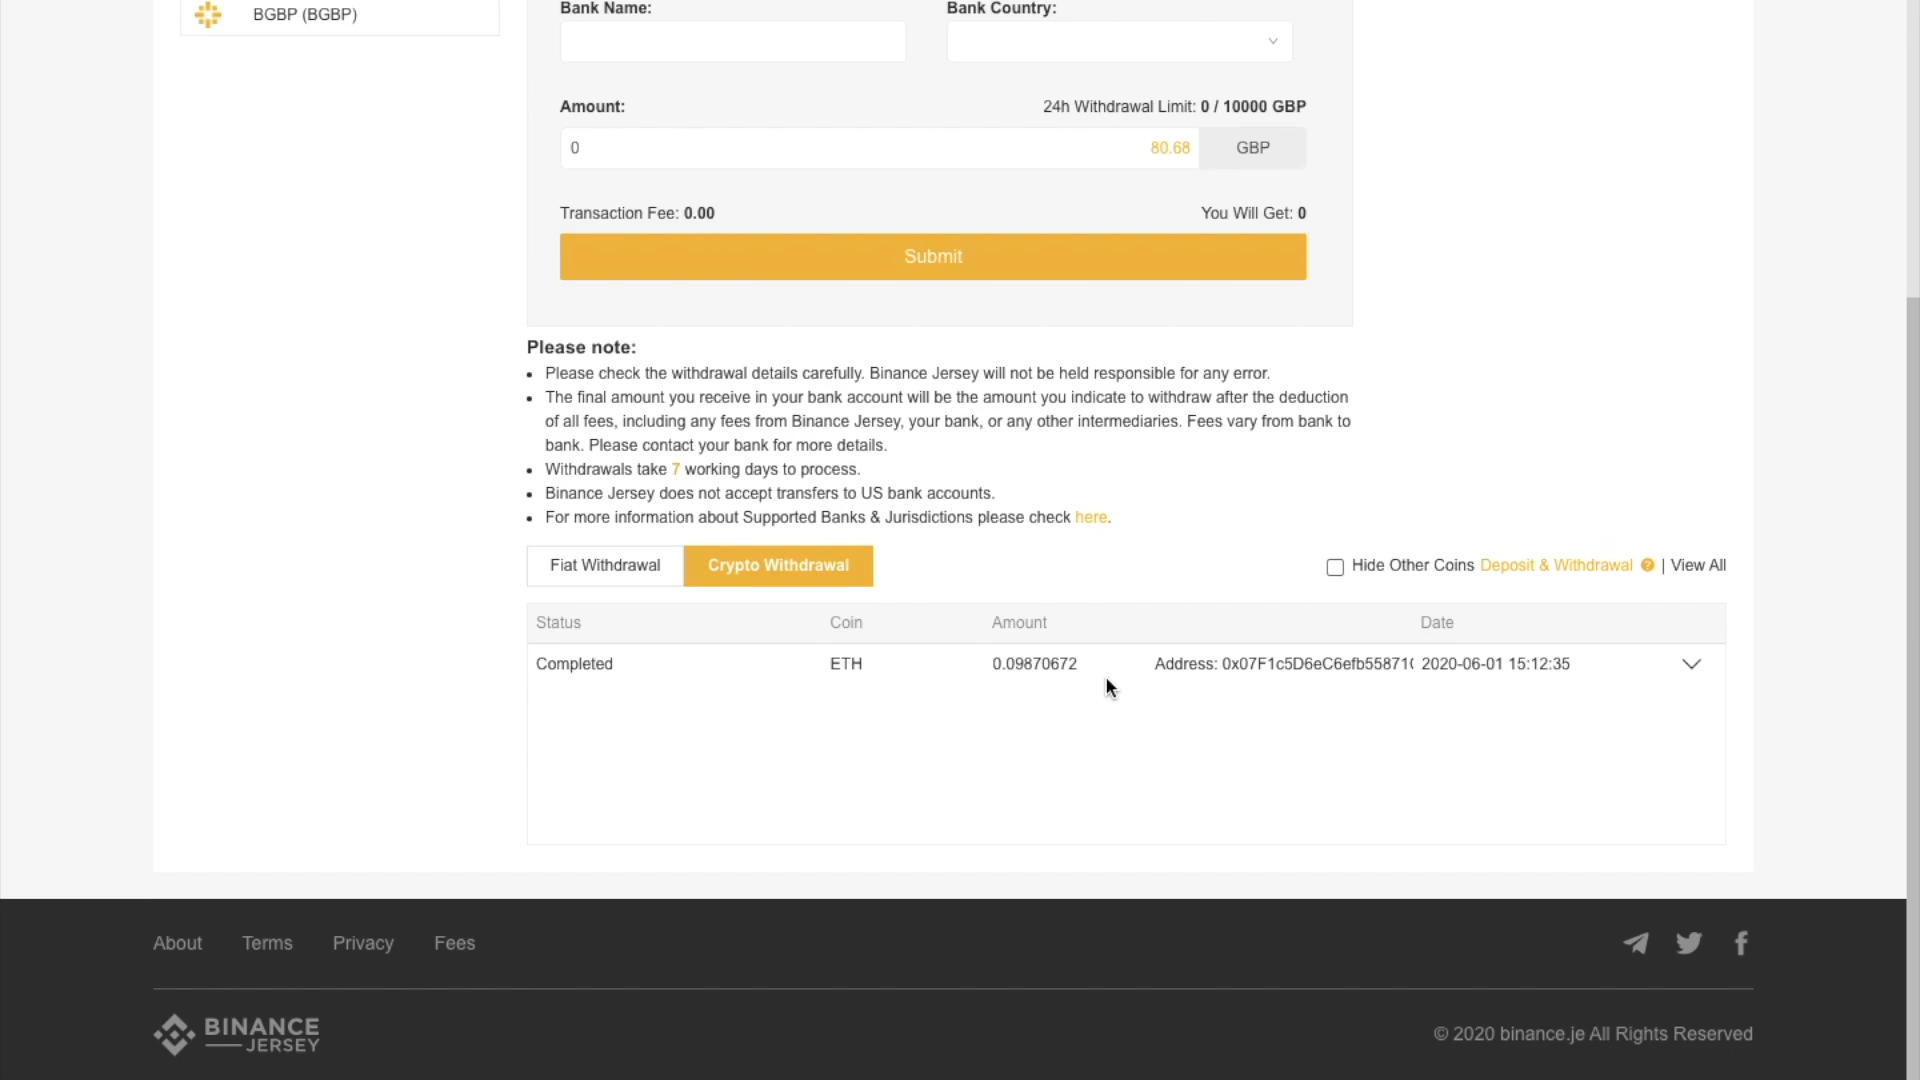 BGBP (BGBP)
Bank Name:
Bank Country:
Amount:
24h Withdrawal Limit: 0 / 10000 GBP
0
80.68
GBP
Transaction Fee: 0.00
You Will Get: 0
Submit
Please note:
Please check the withdrawal details carefully. Binance Jersey will not be held responsible for any error.
The final amount you receive in your bank account will be the amount you indicate to withdraw after the deduction
of all fees, including any fees from Binance Jersey, your bank, or any other intermediaries. Fees vary from bank to
bank. Please contact your bank for more details.
Withdrawals take 7 working days to process.
Binance Jersey does not accept transfers to US bank accounts.
For more information about Supported Banks & Jurisdictions please check here.
Fiat Withdrawal
Crypto Withdrawal
Hide Other Coins Deposit & Withdrawal ? | View All
Status
Coin
Amount
Date
Completed
ETH
0.09870672
Address: 0x07F1c5D6eC6efb55871(
2020-06-01 15:12:35
About
Terms
Privacy
Fees
BINANCE
JERSEY
© 2020 binance.je All Rights Reserved